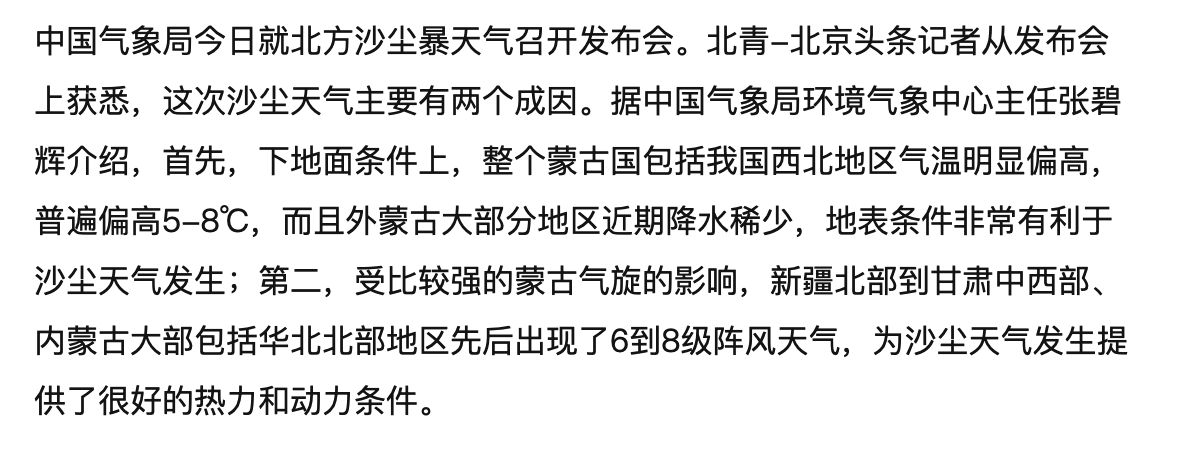 中国气象局今日就北方沙尘暴天气召开发布会。北青–北京头条记者从发布会
上获悉，这次沙尘天气主要有两个成因。据中国气象局环境气象中心主任张碧
辉介绍，首先，下地面条件上，整个蒙古国包括我国西北地区气温明显偏高，
普遍偏高5–8℃，而且外蒙古大部分地区近期降水稀少，地表条件非常有利于
沙尘天气发生；第二，受比较强的蒙古气旋的影响，新疆北部到甘肃中西部、
内蒙古大部包括华北北部地区先后出现了6到8级阵风天气，为沙尘天气发生提
供了很好的热力和动力条件。